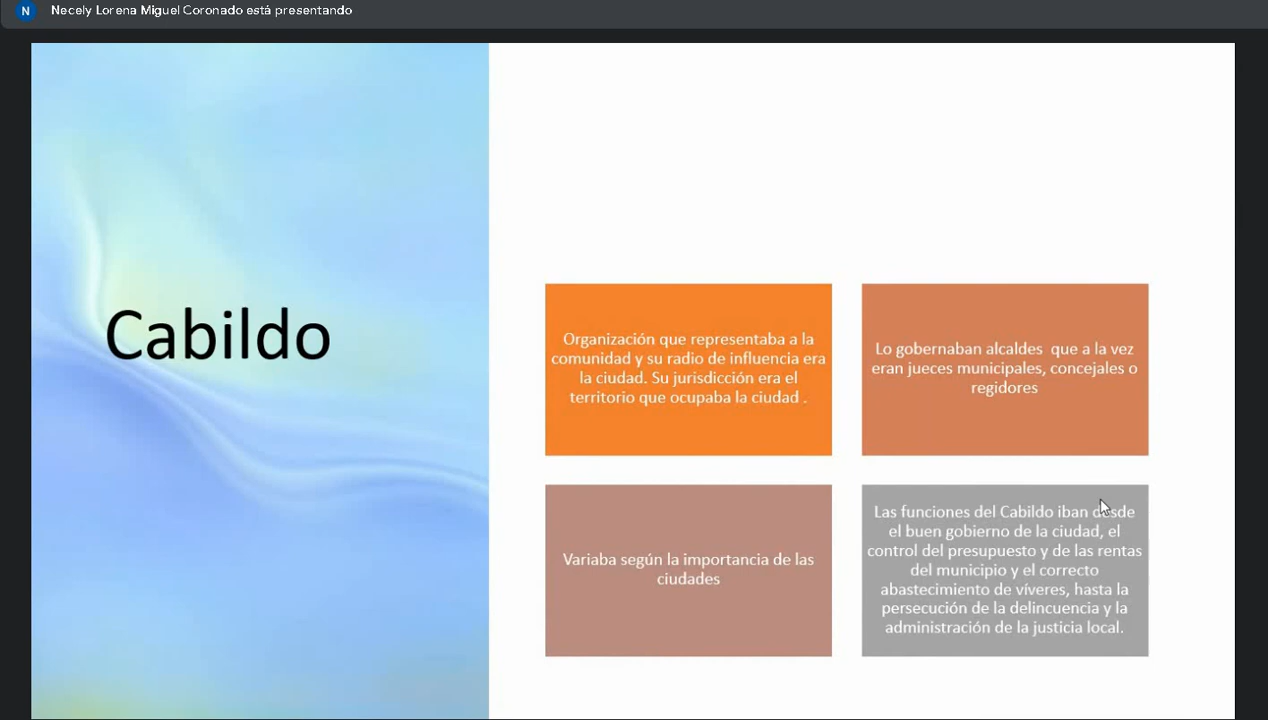 N
Necely Lorena Miguel Coronado está presentando
Cabildo
Organización que representaba a la
comunidad y su radio de influencia era
la ciudad. Su jurisdicción era el
territorio que ocupaba la ciudad .
Lo gobernaban alcaldes que a la vez
eran jueces municipales, concejales o
regidores
Variaba según la importancia de las
ciudades
Las funciones del Cabildo iban desde
el buen gobierno de la ciudad, el
control del presupuesto y de las rentas
del municipio y el correcto
abastecimiento de víveres, hasta la
persecución de la delincuencia y la
administración de la justicia local.